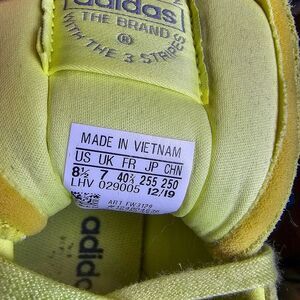 adidas
THE BRAND
WITH THE 3 STRIPES
®
MADE IN VIETNAM
US UK FR JP CHN
8½ 7 40⅔ 255 250
LHV 029005 12/19
ART FW3128
adidas